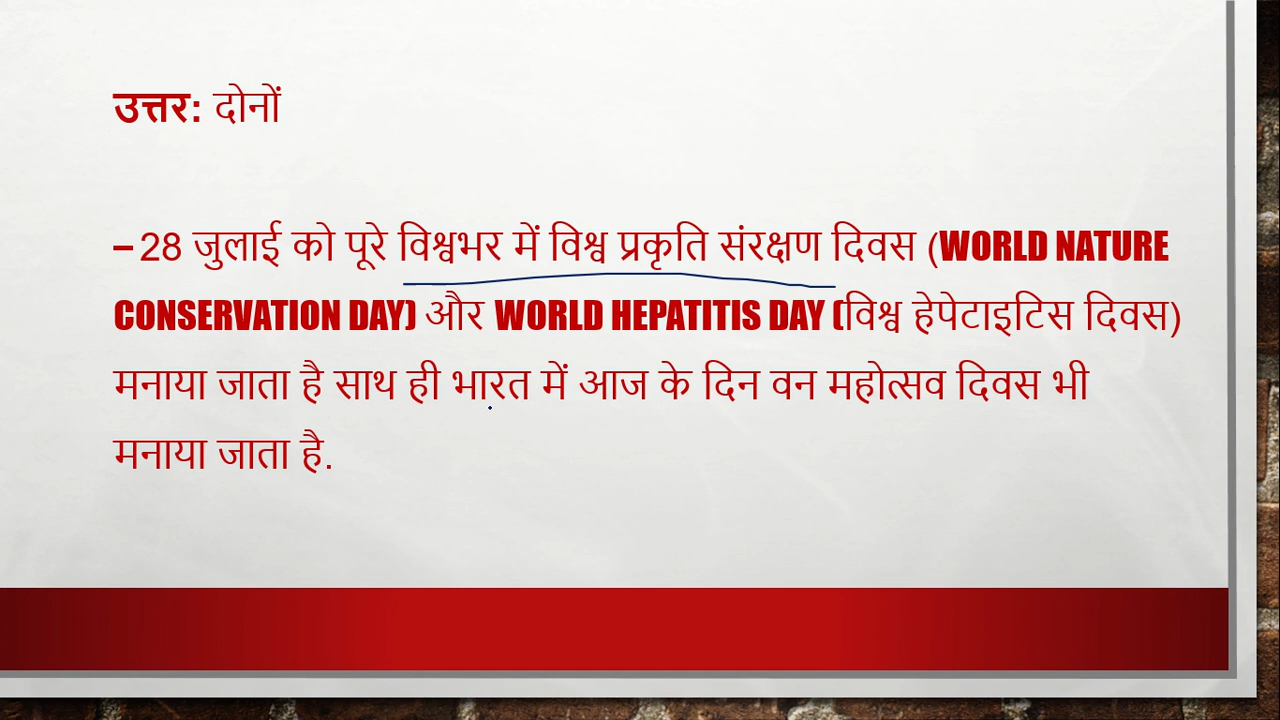 उत्तर: दोनों
– 28 जुलाई को पूरे विश्वभर में विश्व प्रकृति संरक्षण दिवस (WORLD NATURE
CONSERVATION DAY) और WORLD HEPATITIS DAY (विश्व हेपेटाइटिस दिवस)
मनाया जाता है साथ ही भारत में आज के दिन वन महोत्सव दिवस भी
मनाया जाता है.